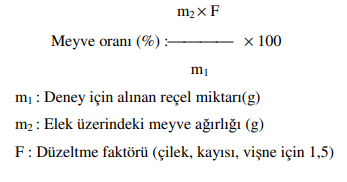 m₂ × F
Meyve oranı (%) :―――― × 100
m₁
m₁ : Deney için alınan reçel miktarı(g)
m₂ : Elek üzerindeki meyve ağırlığı (g)
F : Düzeltme faktörü (çilek, kayısı, vişne için 1,5)